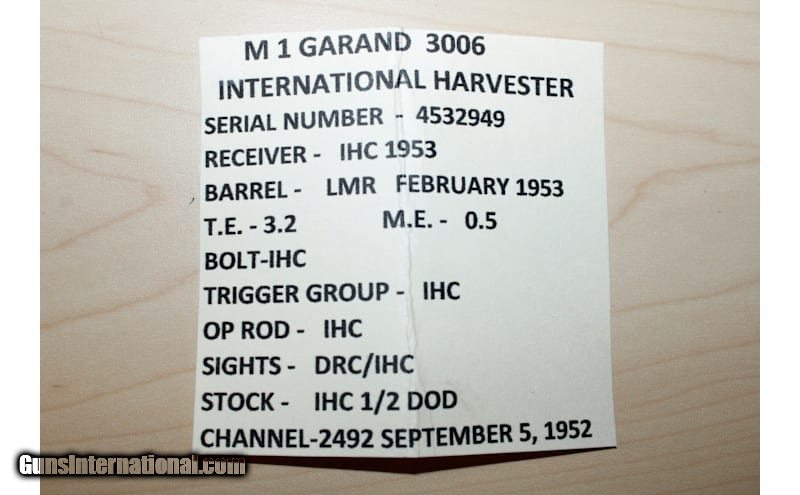 M 1 GARAND 3006
INTERNATIONAL HARVESTER
SERIAL NUMBER - 4532949
RECEIVER - IHC 1953
BARREL - LMR FEBRUARY 1953
T.E. - 3.2 M.E. - 0.5
BOLT-IHC
TRIGGER GROUP - IHC
OP ROD - IHC
SIGHTS - DRC/IHC
STOCK - IHC 1/2 DOD
CHANNEL-2492 SEPTEMBER 5, 1952
GunsInternational.com